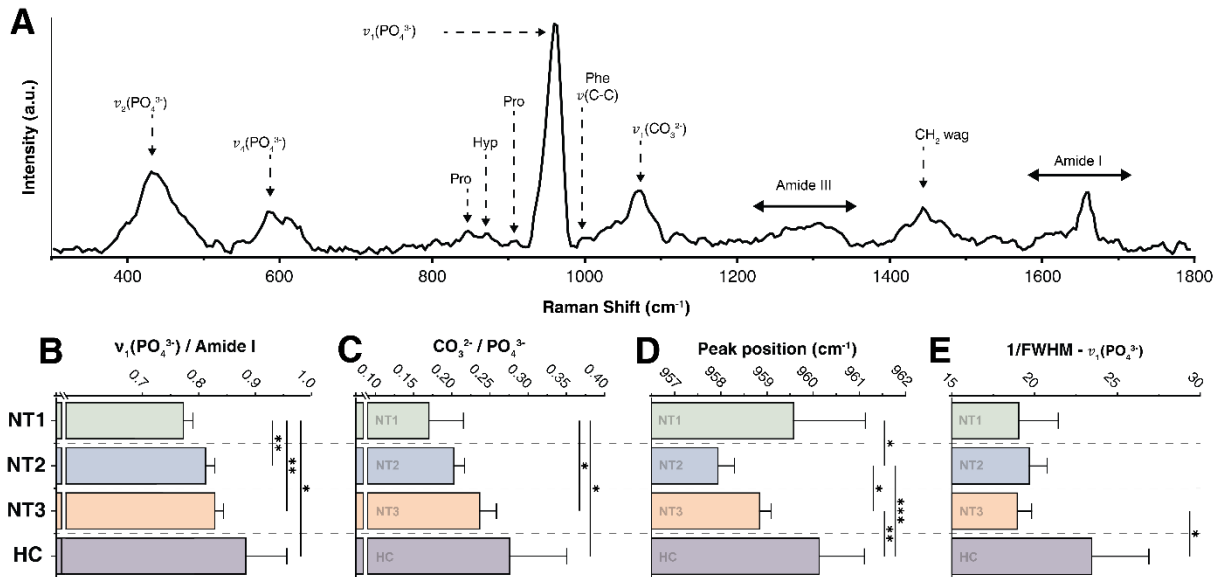 A
ν₁(PO₄³⁻)
Phe
ν(C-C)
Pro
ν₂(PO₄³⁻)
ν₁(CO₃²⁻)
CH₂ wag
Hyp
ν₄(PO₄³⁻)
Amide I
Pro
Amide III
Intensity (a.u.)
400 600 800 1000 1200 1400 1600 1800
Raman Shift (cm⁻¹)
B ν₁(PO₄³⁻) / Amide I
0.7 0.8 0.9 1.0
NT1
NT2
NT3
HC
** ** *
C CO₃²⁻ / PO₄³⁻
0.10 0.15 0.20 0.25 0.30 0.35 0.40
NT1
NT2
NT3
HC
* *
D Peak position (cm⁻¹)
957 958 959 960 961 962
NT1
NT2
NT3
HC
* * *** **
E 1/FWHM - ν₁(PO₄³⁻)
15 20 25 30
NT1
NT2
NT3
HC
*